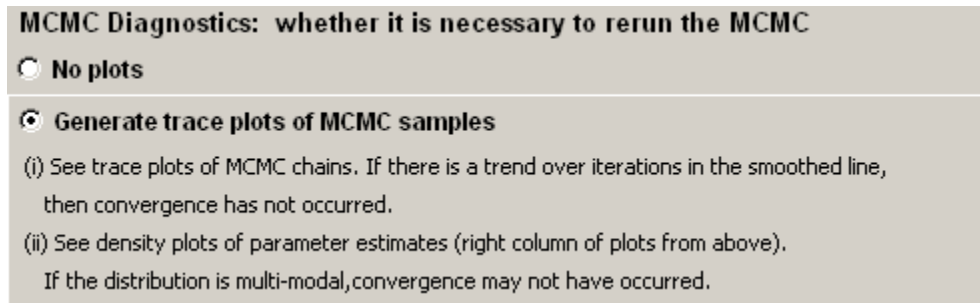 MCMC Diagnostics: whether it is necessary to rerun the MCMC
No plots
Generate trace plots of MCMC samples
(i) See trace plots of MCMC chains. If there is a trend over iterations in the smoothed line,
then convergence has not occurred.
(ii) See density plots of parameter estimates (right column of plots from above).
If the distribution is multi-modal,convergence may not have occurred.